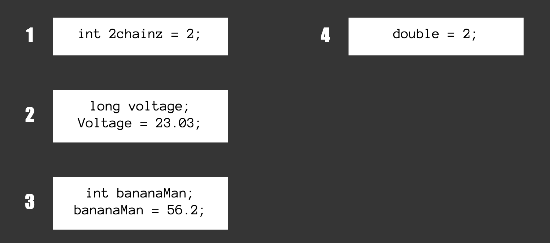 1
int 2chainz = 2;
2
long voltage;
Voltage = 23.03;
3
int bananaMan;
bananaMan = 56.2;
4
double = 2;